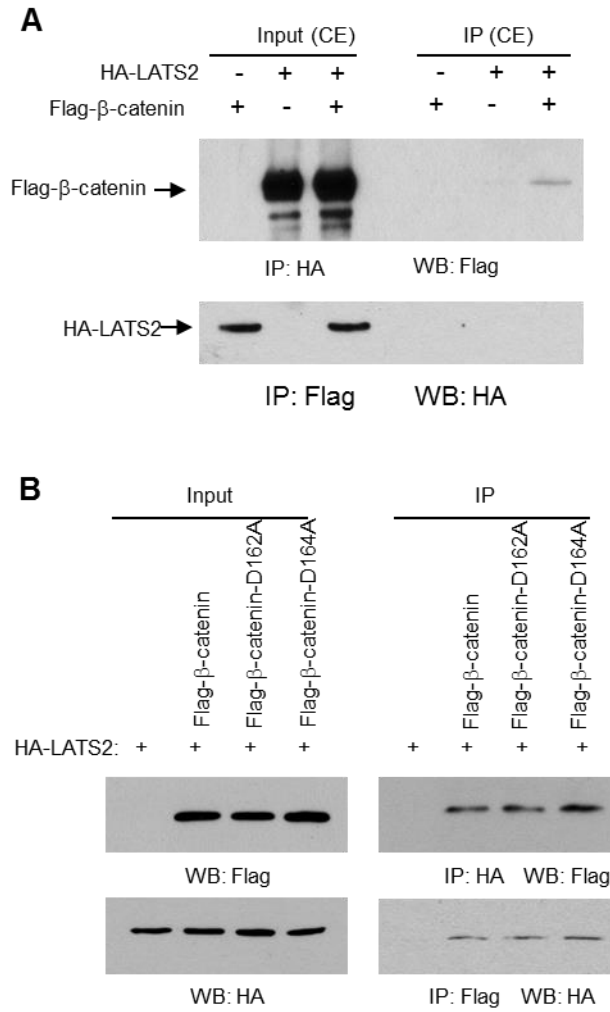 A
Input (CE) IP (CE)
HA-LATS2 - + + - + +
Flag-β-catenin + - + + - +
Flag-β-catenin
IP: HA WB: Flag
HA-LATS2
IP: Flag WB: HA
B
Input IP
Flag-β-catenin
Flag-β-catenin-D162A
Flag-β-catenin-D164A
Flag-β-catenin
Flag-β-catenin-D162A
Flag-β-catenin-D164A
HA-LATS2: + + + + + + + +
WB: Flag IP: HA WB: Flag
WB: HA IP: Flag WB: HA